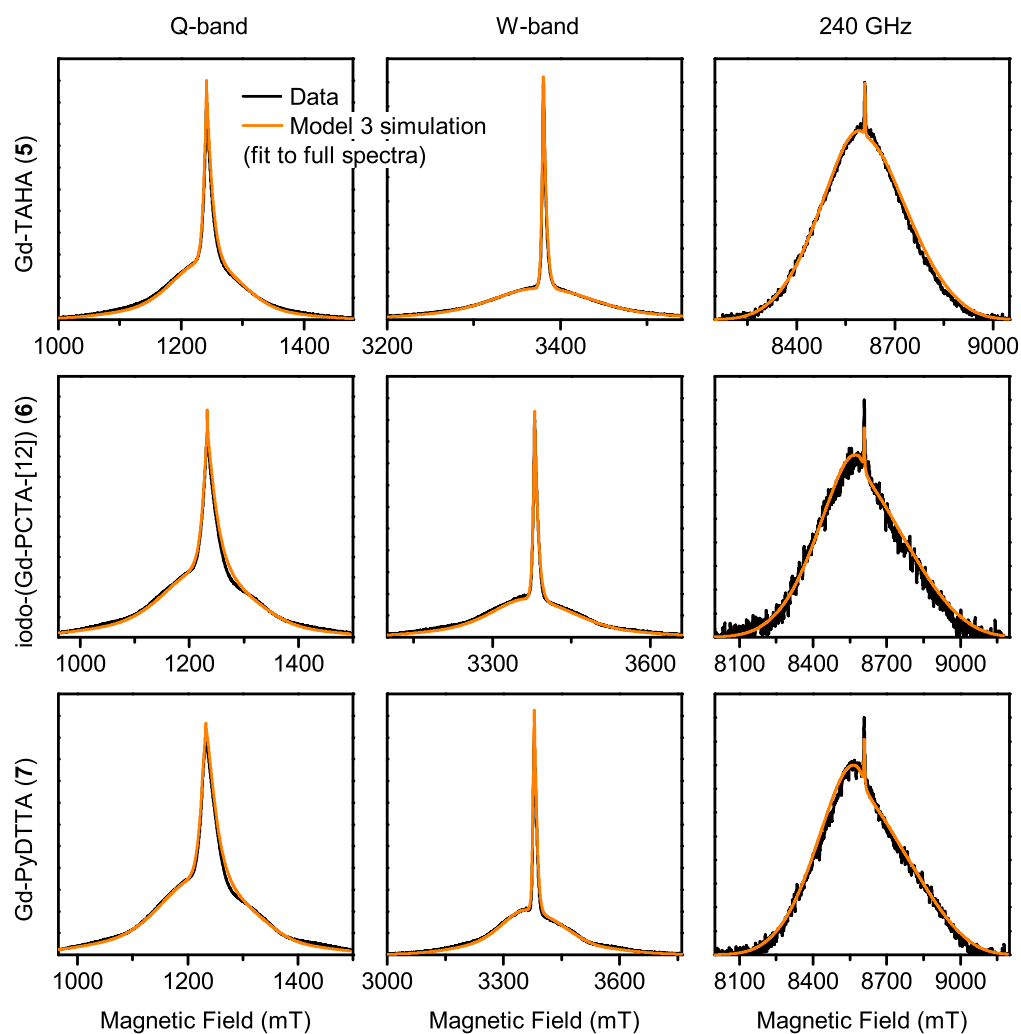 Q-band
W-band
240 GHz
Data
Model 3 simulation
(fit to full spectra)
Gd-TAHA (5)
1000
1200
1400
3200
3400
8400
8700
9000
iodo-(Gd-PCTA-[12]) (6)
1000
1200
1400
3300
3600
8100
8400
8700
9000
Gd-PyDTTA (7)
1000
1200
1400
3000
3300
3600
8100
8400
8700
9000
Magnetic Field (mT)
Magnetic Field (mT)
Magnetic Field (mT)